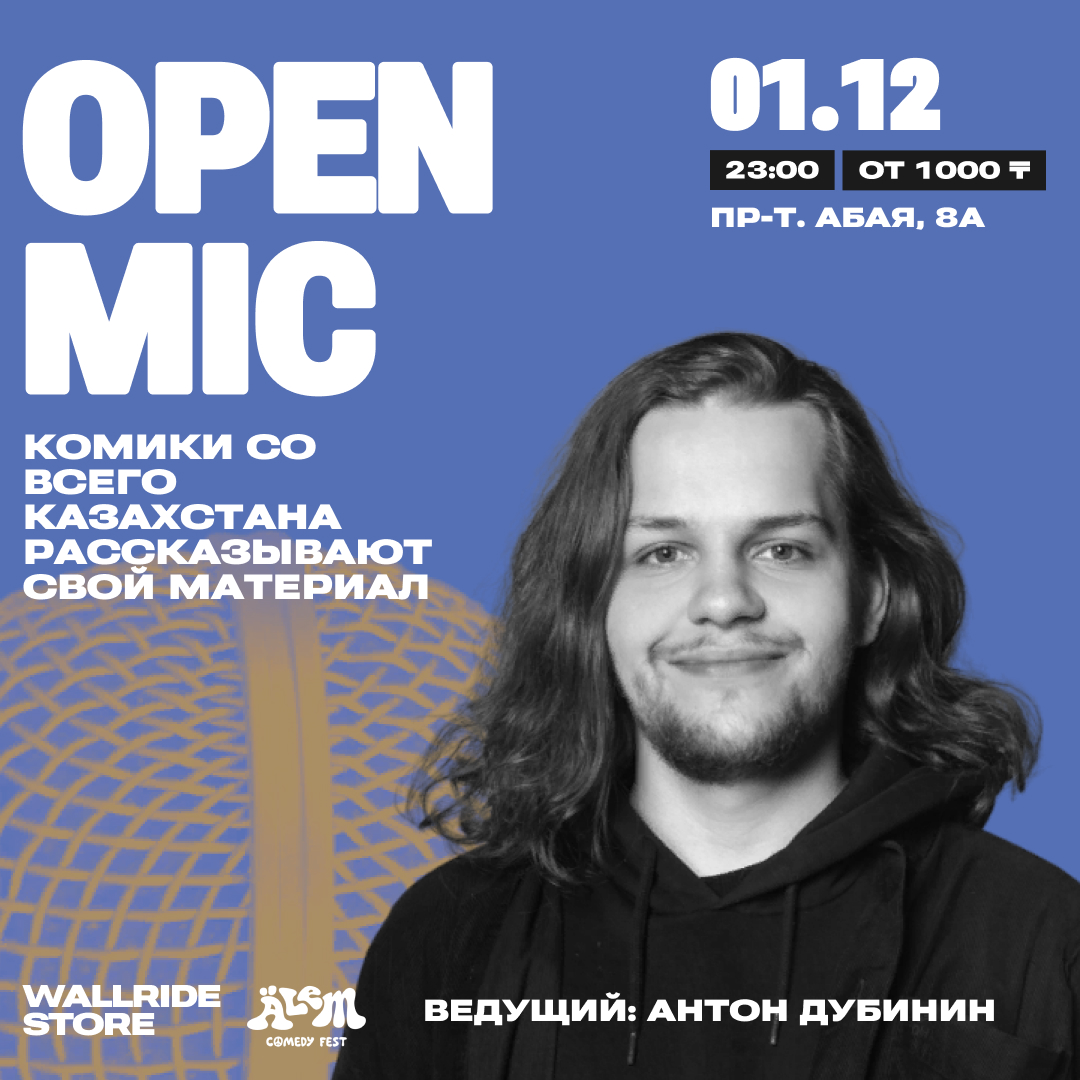 OPEN
MIC
01.12
23:00
ОТ 1000 ₸
ПР-Т. АБАЯ, 8А
КОМИКИ СО
ВСЕГО
КАЗАХСТАНА
РАССКАЗЫВАЮТ
СВОЙ МАТЕРИАЛ
WALLRIDE
STORE
ÄLEM
COMEDY FEST
ВЕДУЩИЙ: АНТОН ДУБИНИН